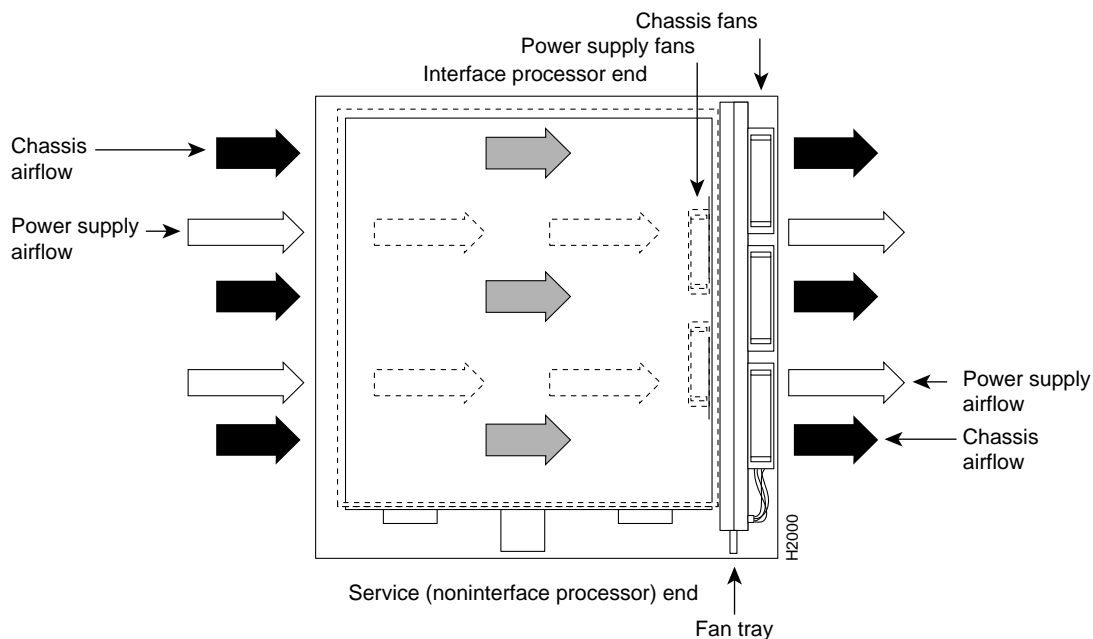 Chassis fans
Power supply fans
Interface processor end
Chassis
airflow
Power supply
airflow
Power supply
airflow
Chassis
airflow
H2000
Service (noninterface processor) end
Fan tray